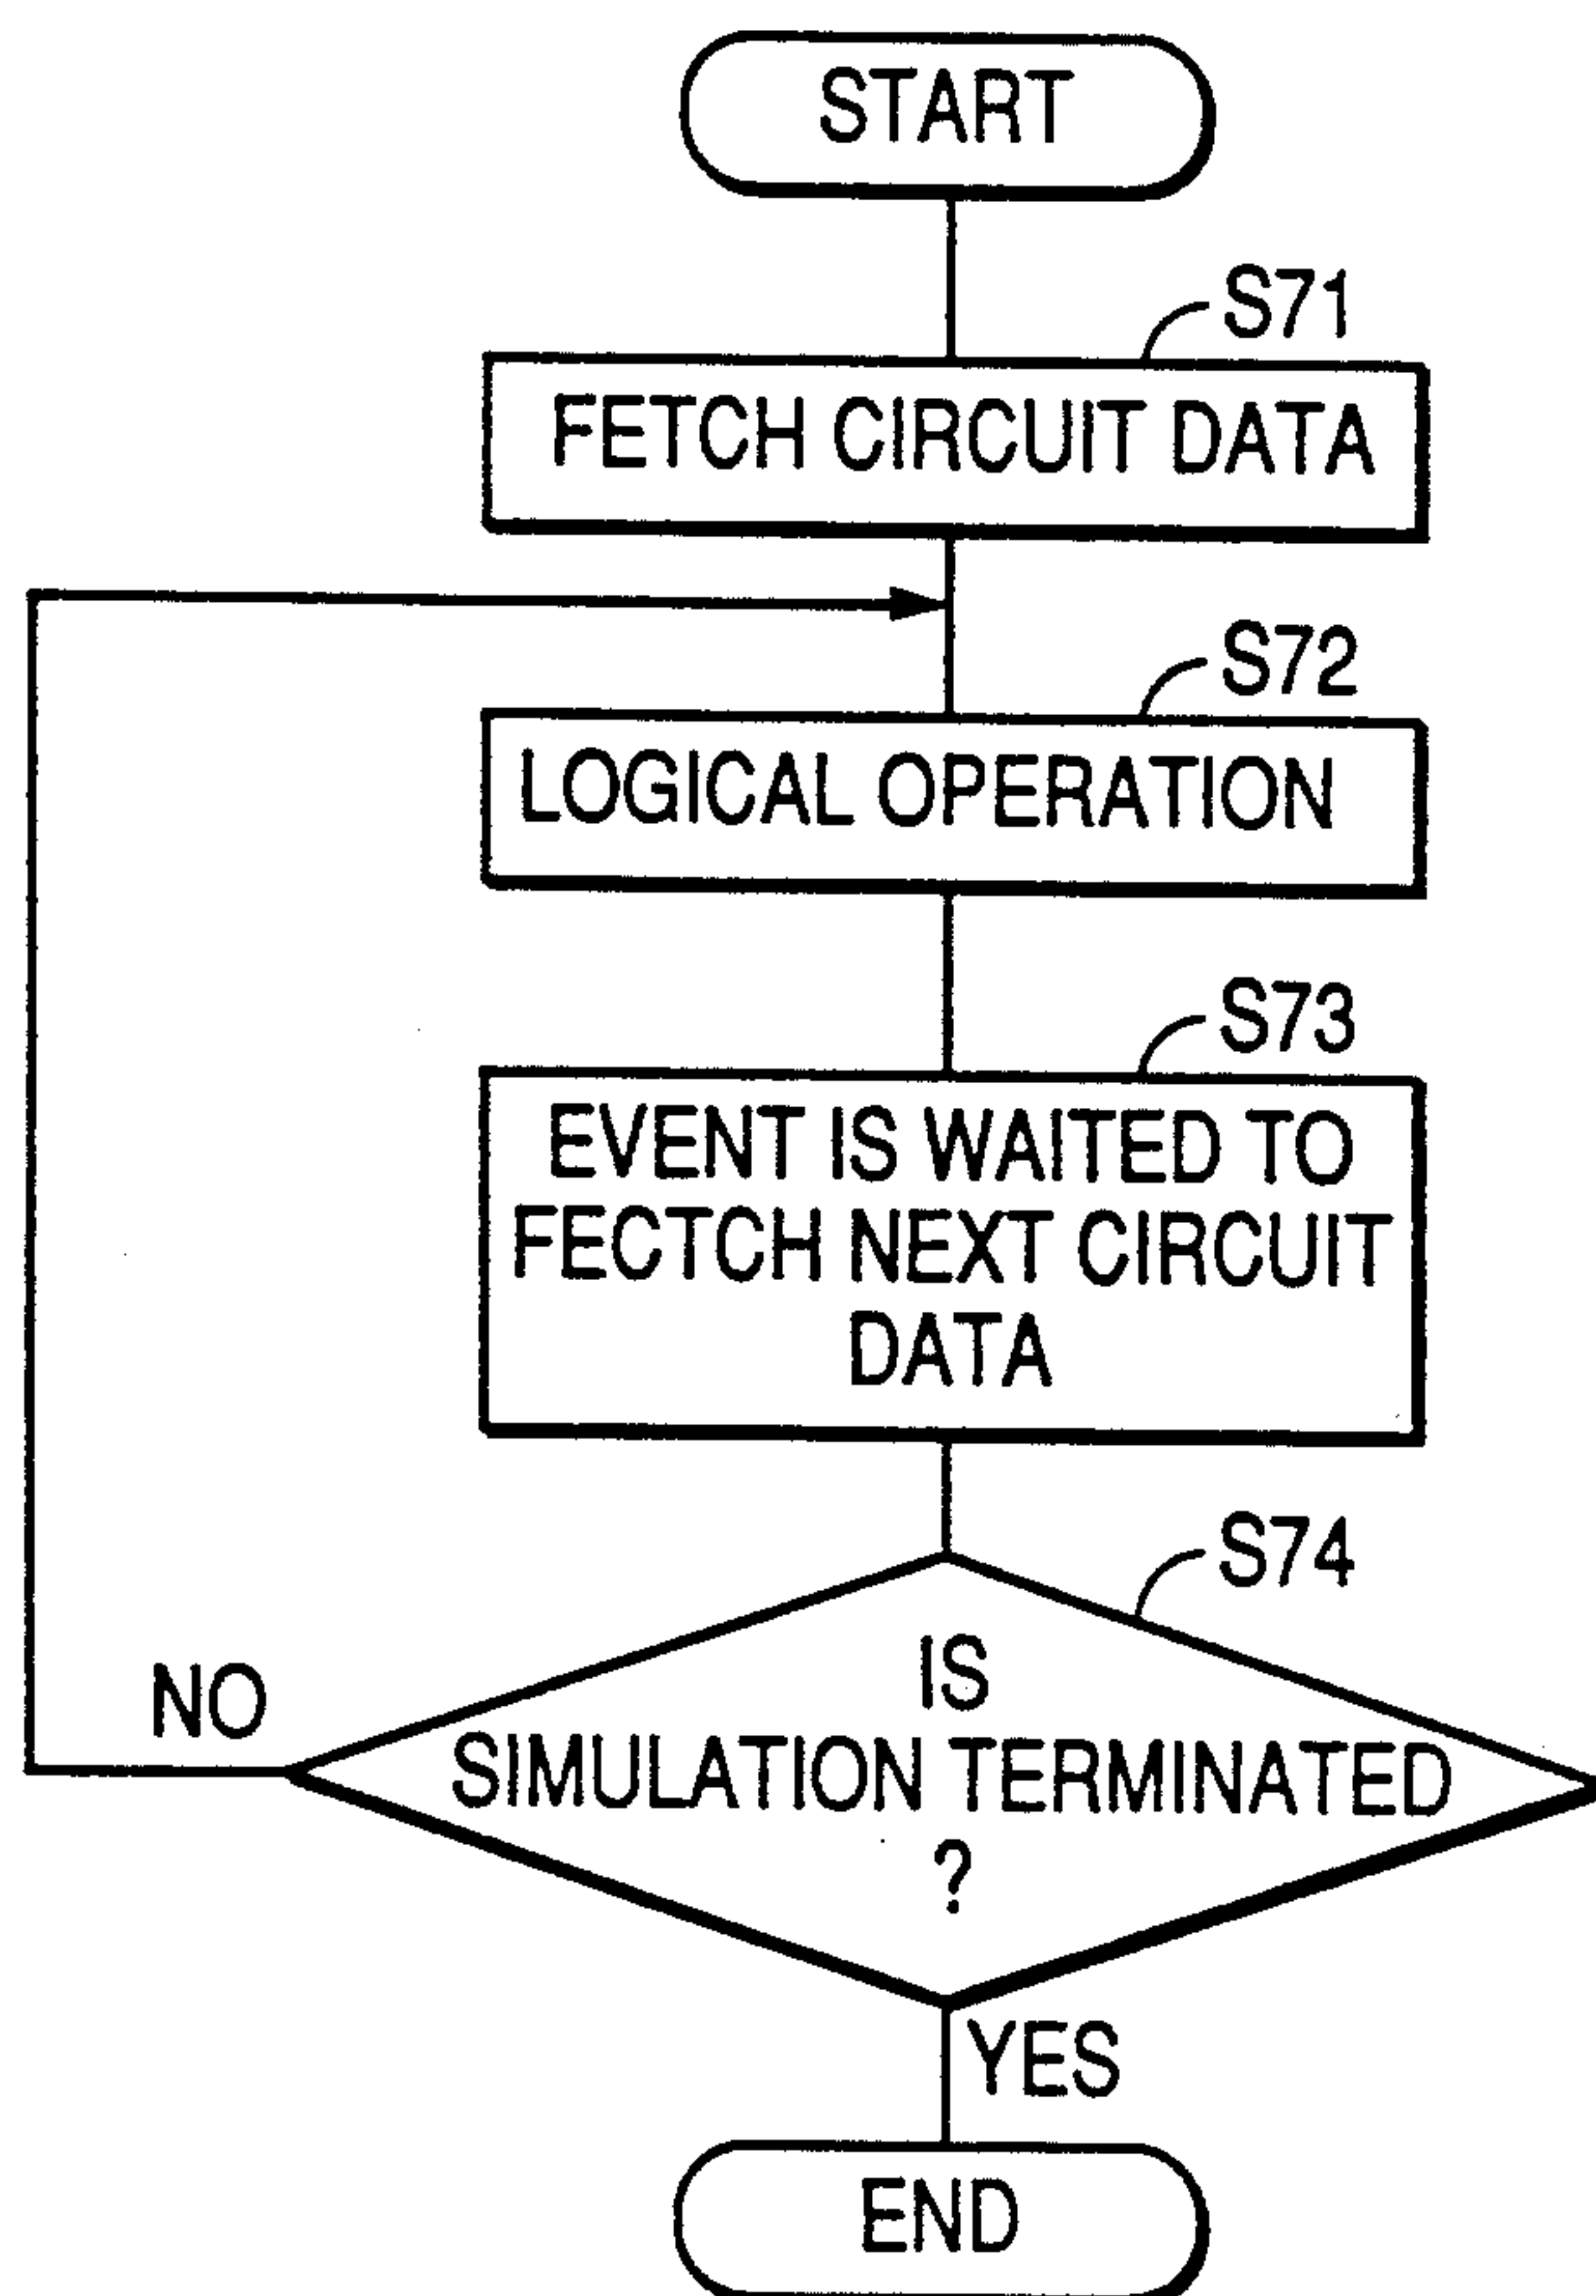 START
S71
FETCH CIRCUIT DATA
S72
LOGICAL OPERATION
S73
EVENT IS WAITED TO
FECTCH NEXT CIRCUIT
DATA
S74
IS
SIMULATION TERMINATED
?
NO
YES
END